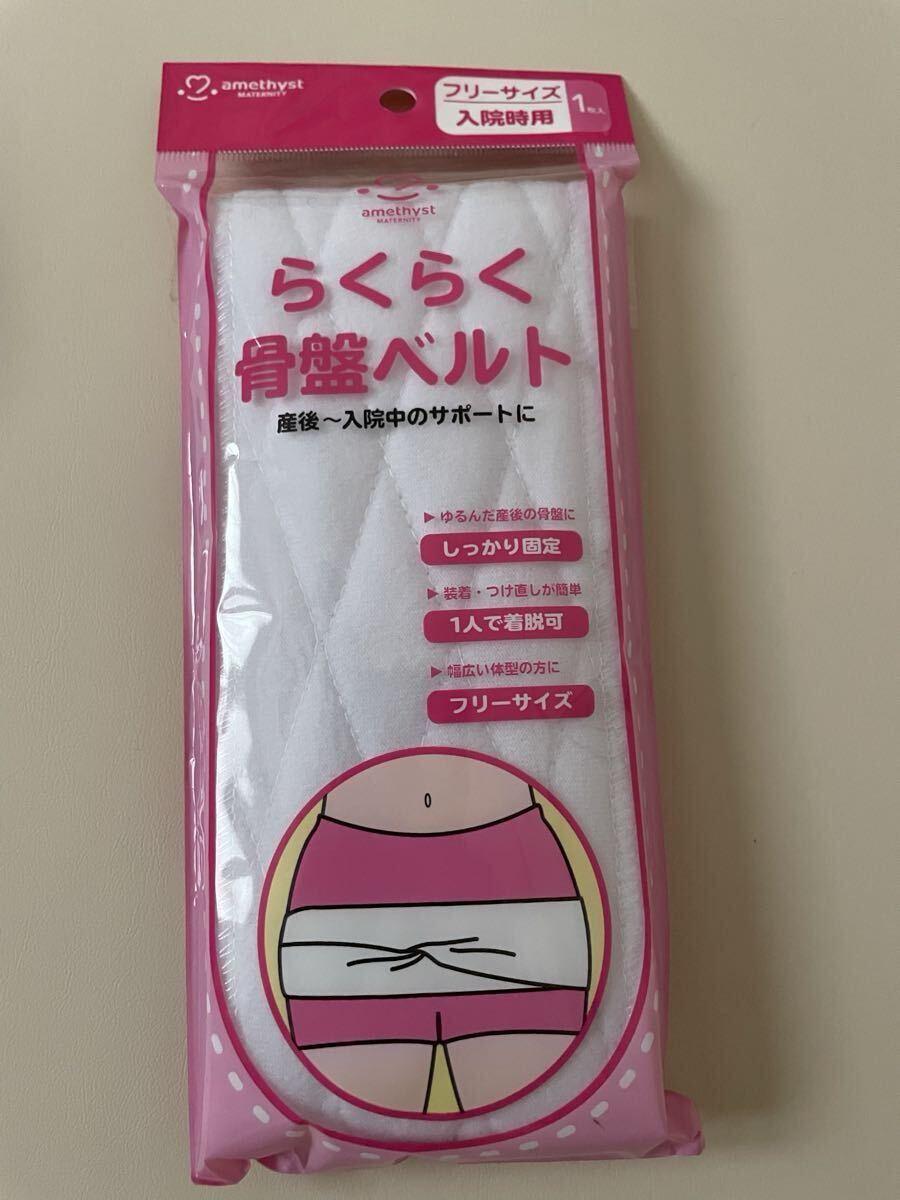 amethyst
MATERNITY
フリーサイズ
入院時用
1枚入
amethyst
MATERNITY
らくらく
骨盤ベルト
産後~入院中のサポートに
▶ ゆるんだ産後の骨盤に
しっかり固定
▶ 装着・つけ直しが簡単
1人で着脱可
▶ 幅広い体型の方に
フリーサイズ